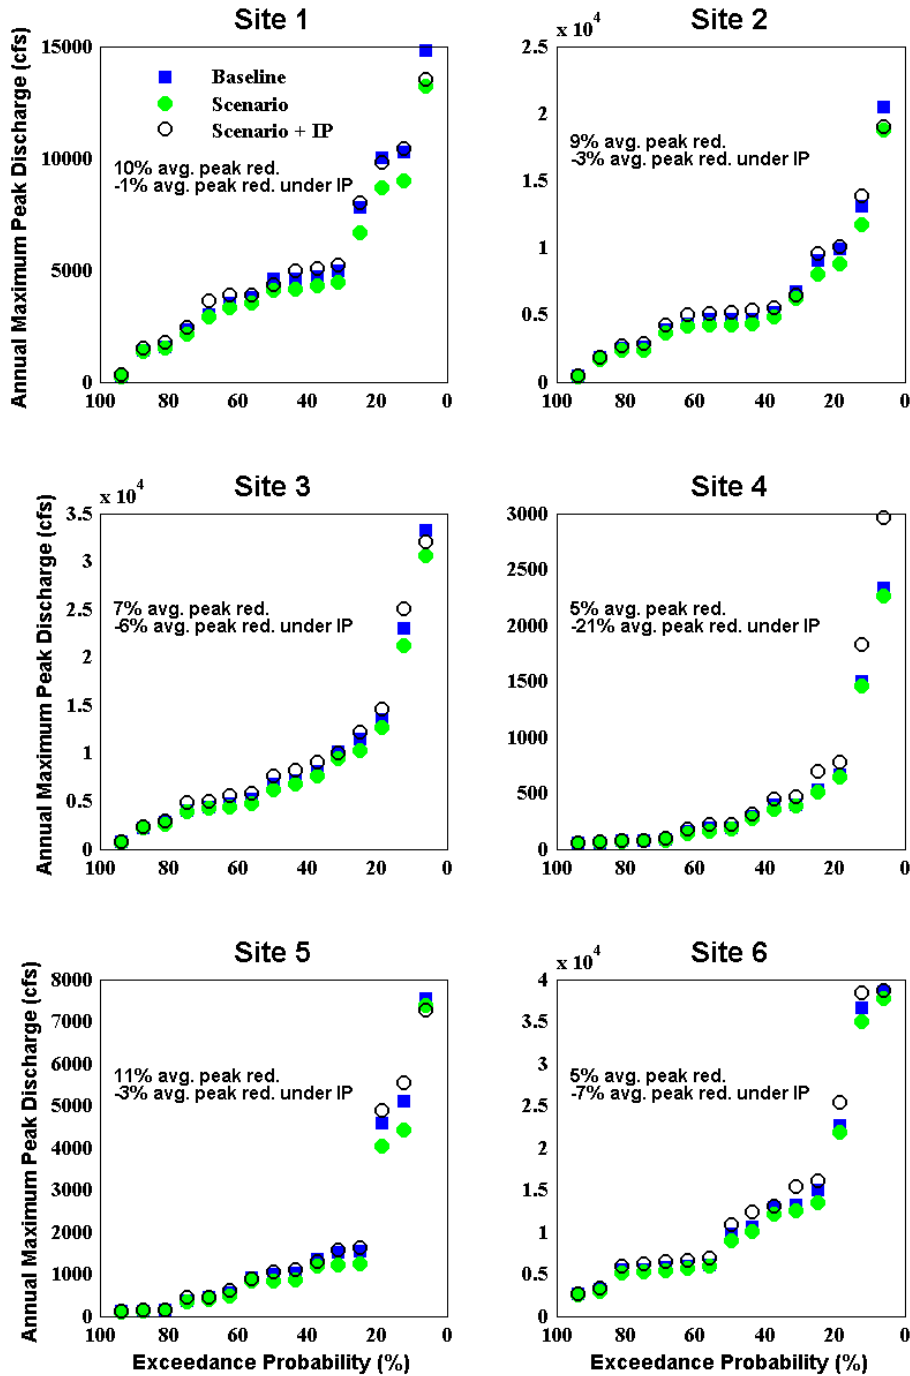 Site 1
Annual Maximum Peak Discharge (cfs)
15000
10000
5000
0
Baseline
Scenario
Scenario + IP
10% avg. peak red.
-1% avg. peak red. under IP
100 80 60 40 20 0
Site 2
x 10^4
2.5
2
1.5
1
0.5
0
9% avg. peak red.
-3% avg. peak red. under IP
100 80 60 40 20 0
Site 3
x 10^4
Annual Maximum Peak Discharge (cfs)
3.5
3
2.5
2
1.5
1
0.5
0
7% avg. peak red.
-6% avg. peak red. under IP
100 80 60 40 20 0
Site 4
3000
2500
2000
1500
1000
500
0
5% avg. peak red.
-21% avg. peak red. under IP
100 80 60 40 20 0
Site 5
Annual Maximum Peak Discharge (cfs)
8000
7000
6000
5000
4000
3000
2000
1000
0
11% avg. peak red.
-3% avg. peak red. under IP
100 80 60 40 20 0
Exceedance Probability (%)
Site 6
x 10^4
4
3.5
3
2.5
2
1.5
1
0.5
0
5% avg. peak red.
-7% avg. peak red. under IP
100 80 60 40 20 0
Exceedance Probability (%)